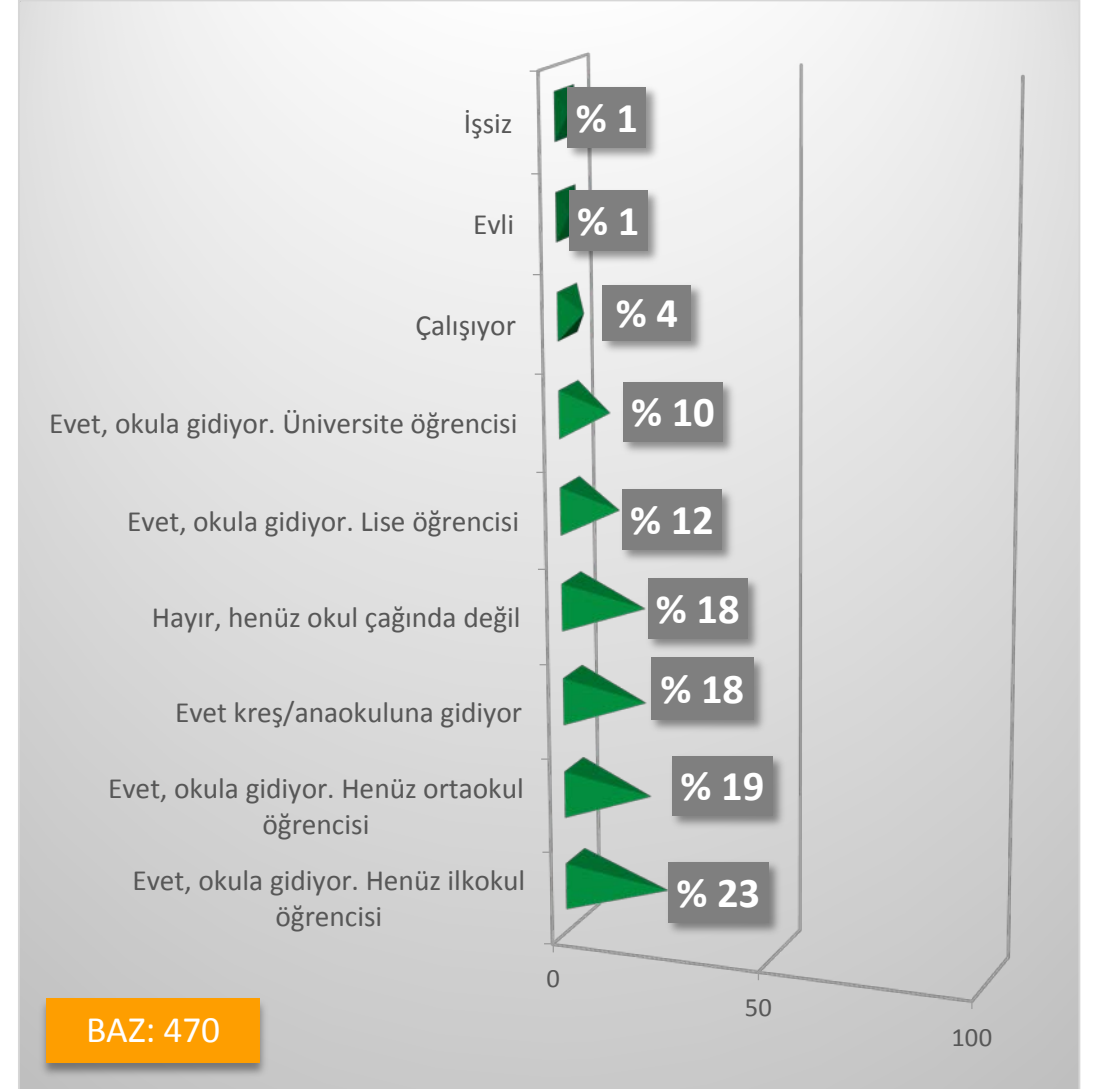 İşsiz
% 1
Evli
% 1
Çalışıyor
% 4
Evet, okula gidiyor. Üniversite öğrencisi
% 10
Evet, okula gidiyor. Lise öğrencisi
% 12
Hayır, henüz okul çağında değil
% 18
Evet kreş/anaokuluna gidiyor
% 18
Evet, okula gidiyor. Henüz ortaokul
öğrencisi
% 19
Evet, okula gidiyor. Henüz ilkokul
öğrencisi
% 23
0
50
100
BAZ: 470